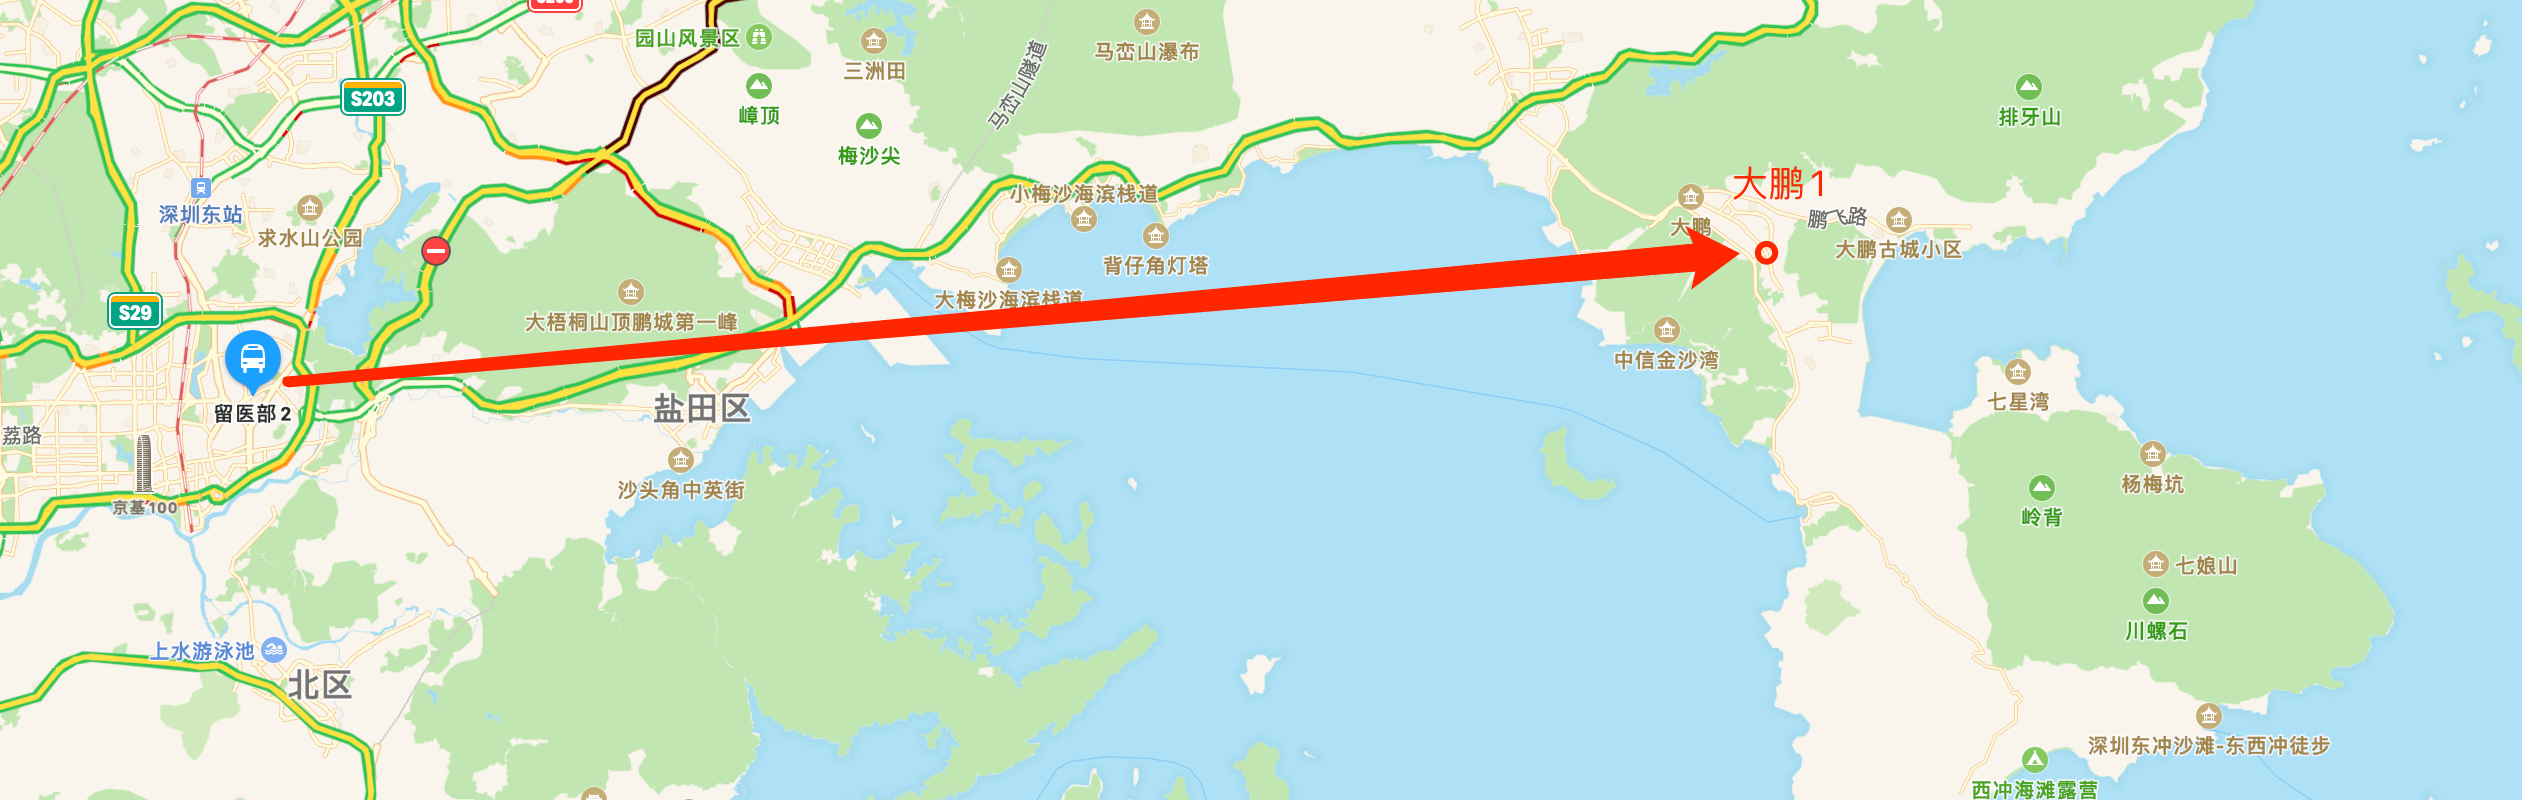 园山风景区
三洲田
马峦山隧道
马峦山瀑布
S203
嶂顶
梅沙尖
排牙山
深圳东站
求水山公园
小梅沙海滨栈道
大鹏1
大鹏
鹏飞路
大鹏古城小区
背仔角灯塔
大梅沙海滨栈道
S29
大梧桐山顶鹏城第一峰
中信金沙湾
七星湾
留医部2
盐田区
荔路
沙头角中英街
杨梅坑
京基100
岭背
七娘山
川螺石
上水游泳池
北区
深圳东冲沙滩-东西冲徒步
西冲海滩露营